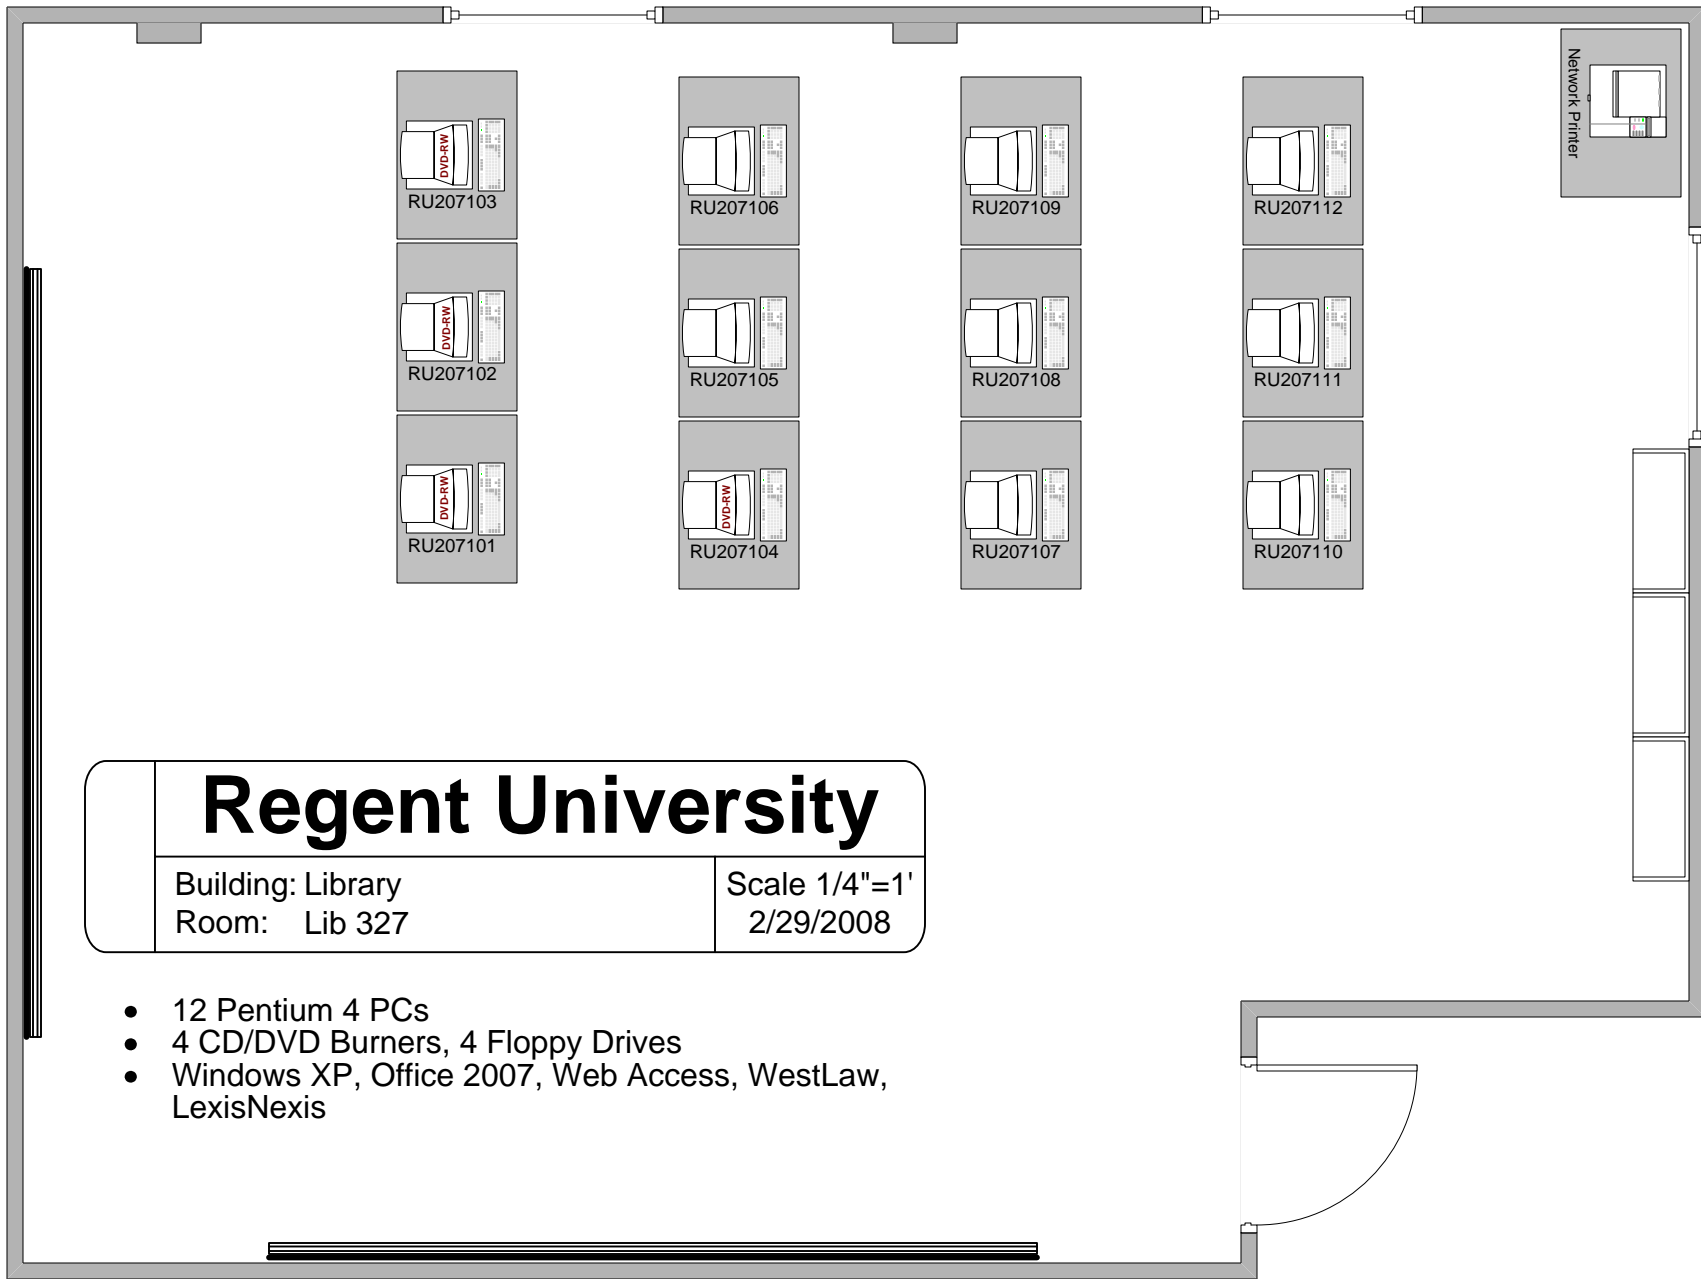 Network Printer
DVD-RW
RU207103
RU207106
RU207109
RU207112
DVD-RW
RU207102
RU207105
RU207108
RU207111
DVD-RW
RU207101
DVD-RW
RU207104
RU207107
RU207110
Regent University
Building: Library
Room: Lib 327
Scale 1/4"=1'
2/29/2008
• 12 Pentium 4 PCs
• 4 CD/DVD Burners, 4 Floppy Drives
• Windows XP, Office 2007, Web Access, WestLaw,
LexisNexis